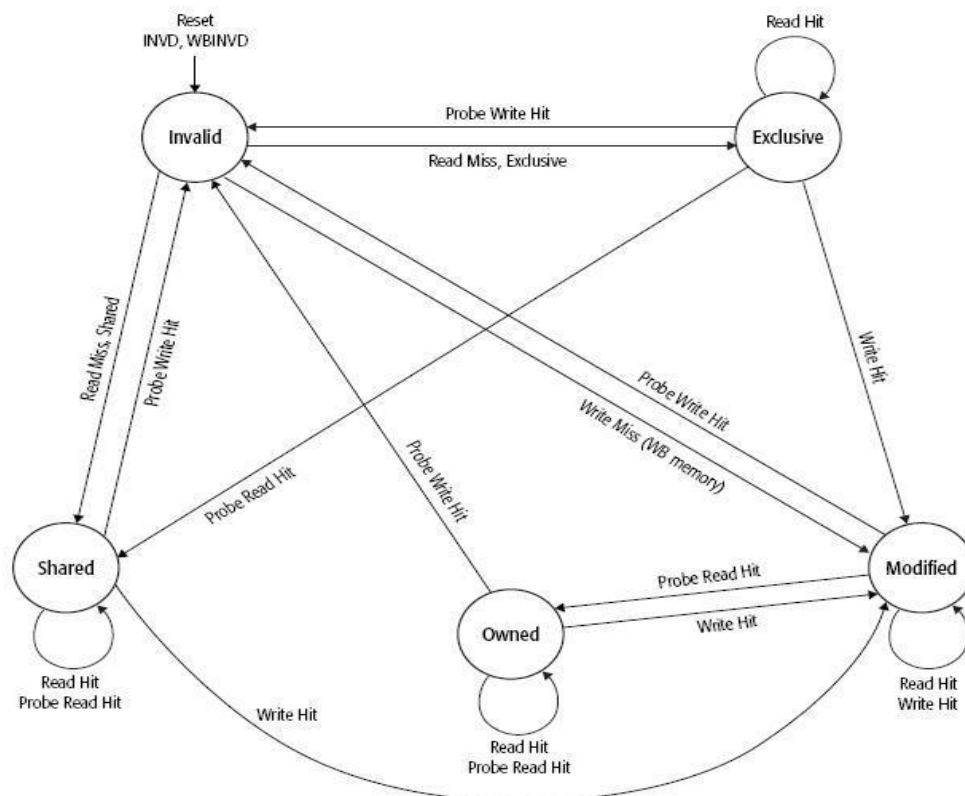 Reset
INVD, WBINVD
Read Hit
Invalid
Probe Write Hit
Exclusive
Read Miss, Exclusive
Read Miss, Shared
Probe Write Hit
Probe Read Hit
Probe Write Hit
Probe Write Hit
Write Miss (WB memory)
Write Hit
Shared
Probe Read Hit
Modified
Owned
Write Hit
Read Hit
Probe Read Hit
Write Hit
Read Hit
Probe Read Hit
Read Hit
Write Hit